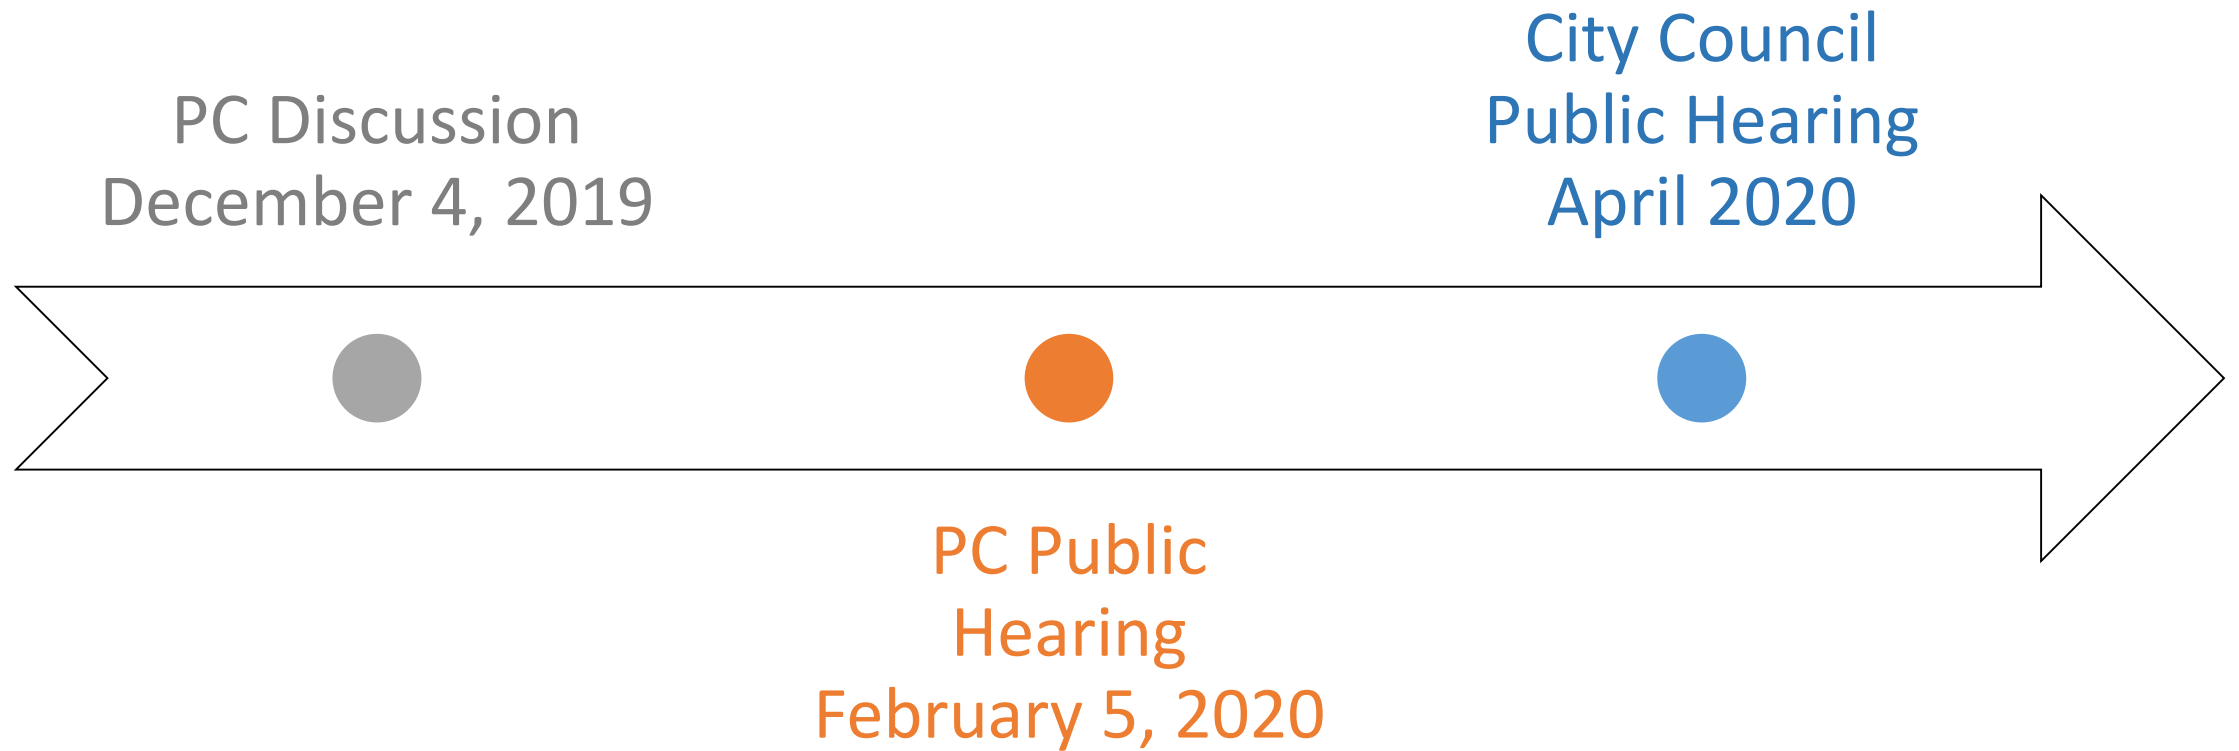 PC Discussion
December 4, 2019
PC Public
Hearing
February 5, 2020
City Council
Public Hearing
April 2020